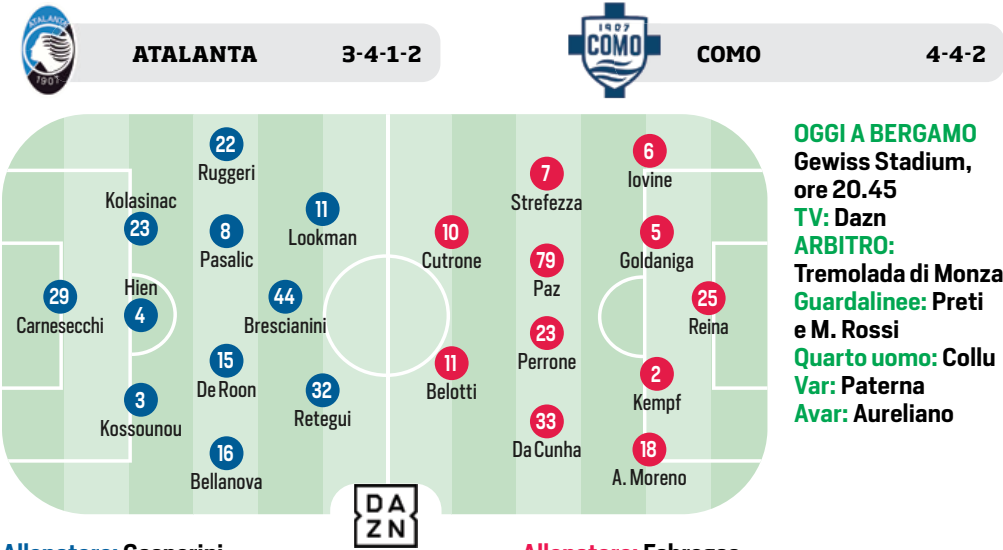 ATALANTA
1907
ATALANTA 3-4-1-2
1907
COMO
COMO 4-4-2
22
Ruggeri
Kolasinac
23
8
Pasalic
11
Lookman
29
Carnesecchi
Hien
4
44
Brescianini
15
De Roon
32
Retegui
3
Kossounou
16
Bellanova
10
Cutrone
11
Belotti
7
Strefezza
79
Paz
23
Perrone
33
Da Cunha
6
Iovine
5
Goldaniga
2
Kempf
18
A. Moreno
25
Reina
DA
ZN
OGGI A BERGAMO
Gewiss Stadium,
ore 20.45
TV: Dazn
ARBITRO:
Tremolada di Monza
Guardalinee: Preti
e M. Rossi
Quarto uomo: Collu
Var: Paterna
Avar: Aureliano
Allenatore: Gasperini
Allenatore: Fabregas